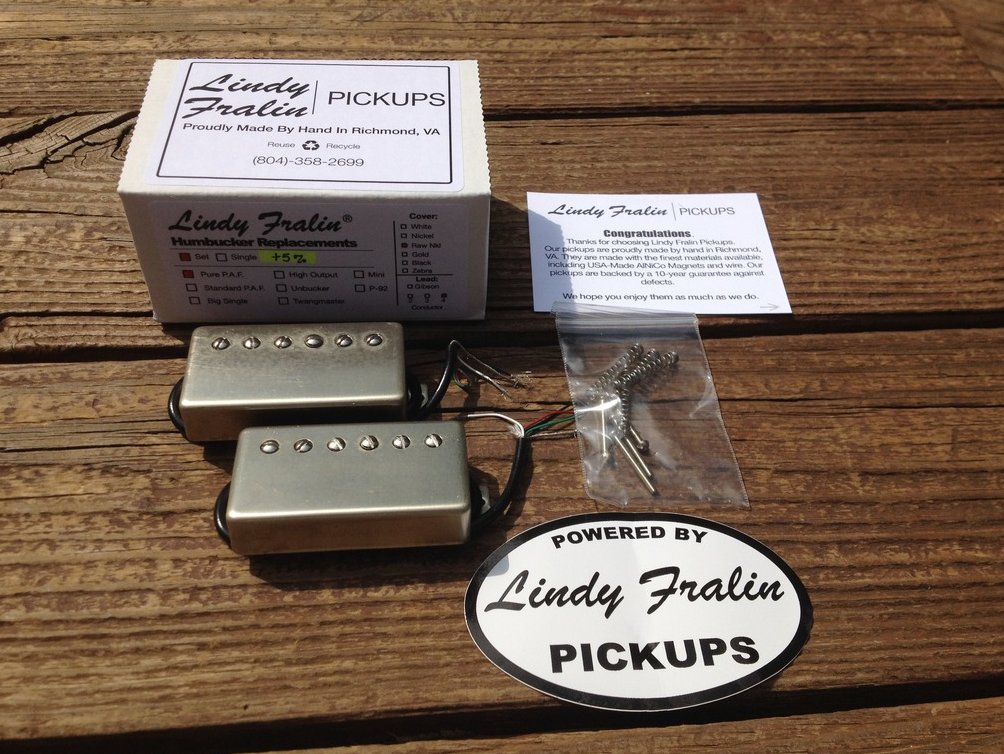 Lindy Fralin PICKUPS
Proudly Made By Hand In Richmond, VA
Reuse Recycle
(804)-358-2699
Lindy Fralin®
Humbucker Replacements
Set Single +5%
Pure P.A.F. High Output Mini
Standard P.A.F. Unbucker P-92
Big Single Twangmaster
Cover:
White
Nickel
Raw Nkl
Gold
Black
Zebra
Lead:
Gibson
2 3 4
Conductor
Lindy Fralin PICKUPS
Congratulations
Thanks for choosing Lindy Fralin Pickups.
Our pickups are proudly made by hand in Richmond,
VA. They are made with the finest materials available,
including USA-Made AlNiCo Magnets and wire. Our
pickups are backed by a 10-year guarantee against
defects.
We hope you enjoy them as much as we do.
POWERED BY
Lindy Fralin
PICKUPS